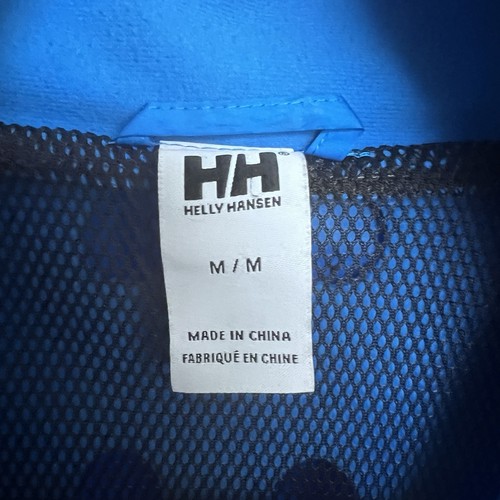 HH
HELLY HANSEN
M / M
MADE IN CHINA
FABRIQUÉ EN CHINE